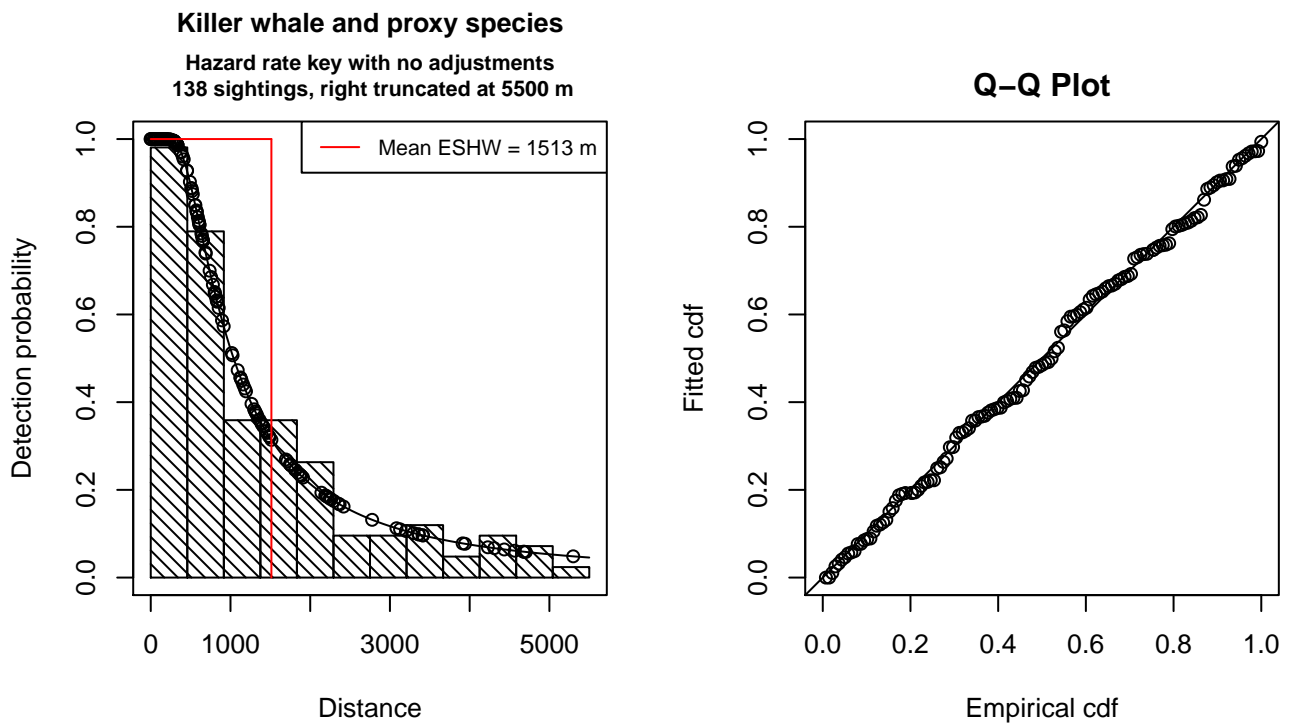 Killer whale and proxy species
Hazard rate key with no adjustments
138 sightings, right truncated at 5500 m
Mean ESHW = 1513 m
Detection probability
1.0
0.8
0.6
0.4
0.2
0.0
0 1000 3000 5000
Distance
Q−Q Plot
Fitted cdf
1.0
0.8
0.6
0.4
0.2
0.0
0.0 0.2 0.4 0.6 0.8 1.0
Empirical cdf